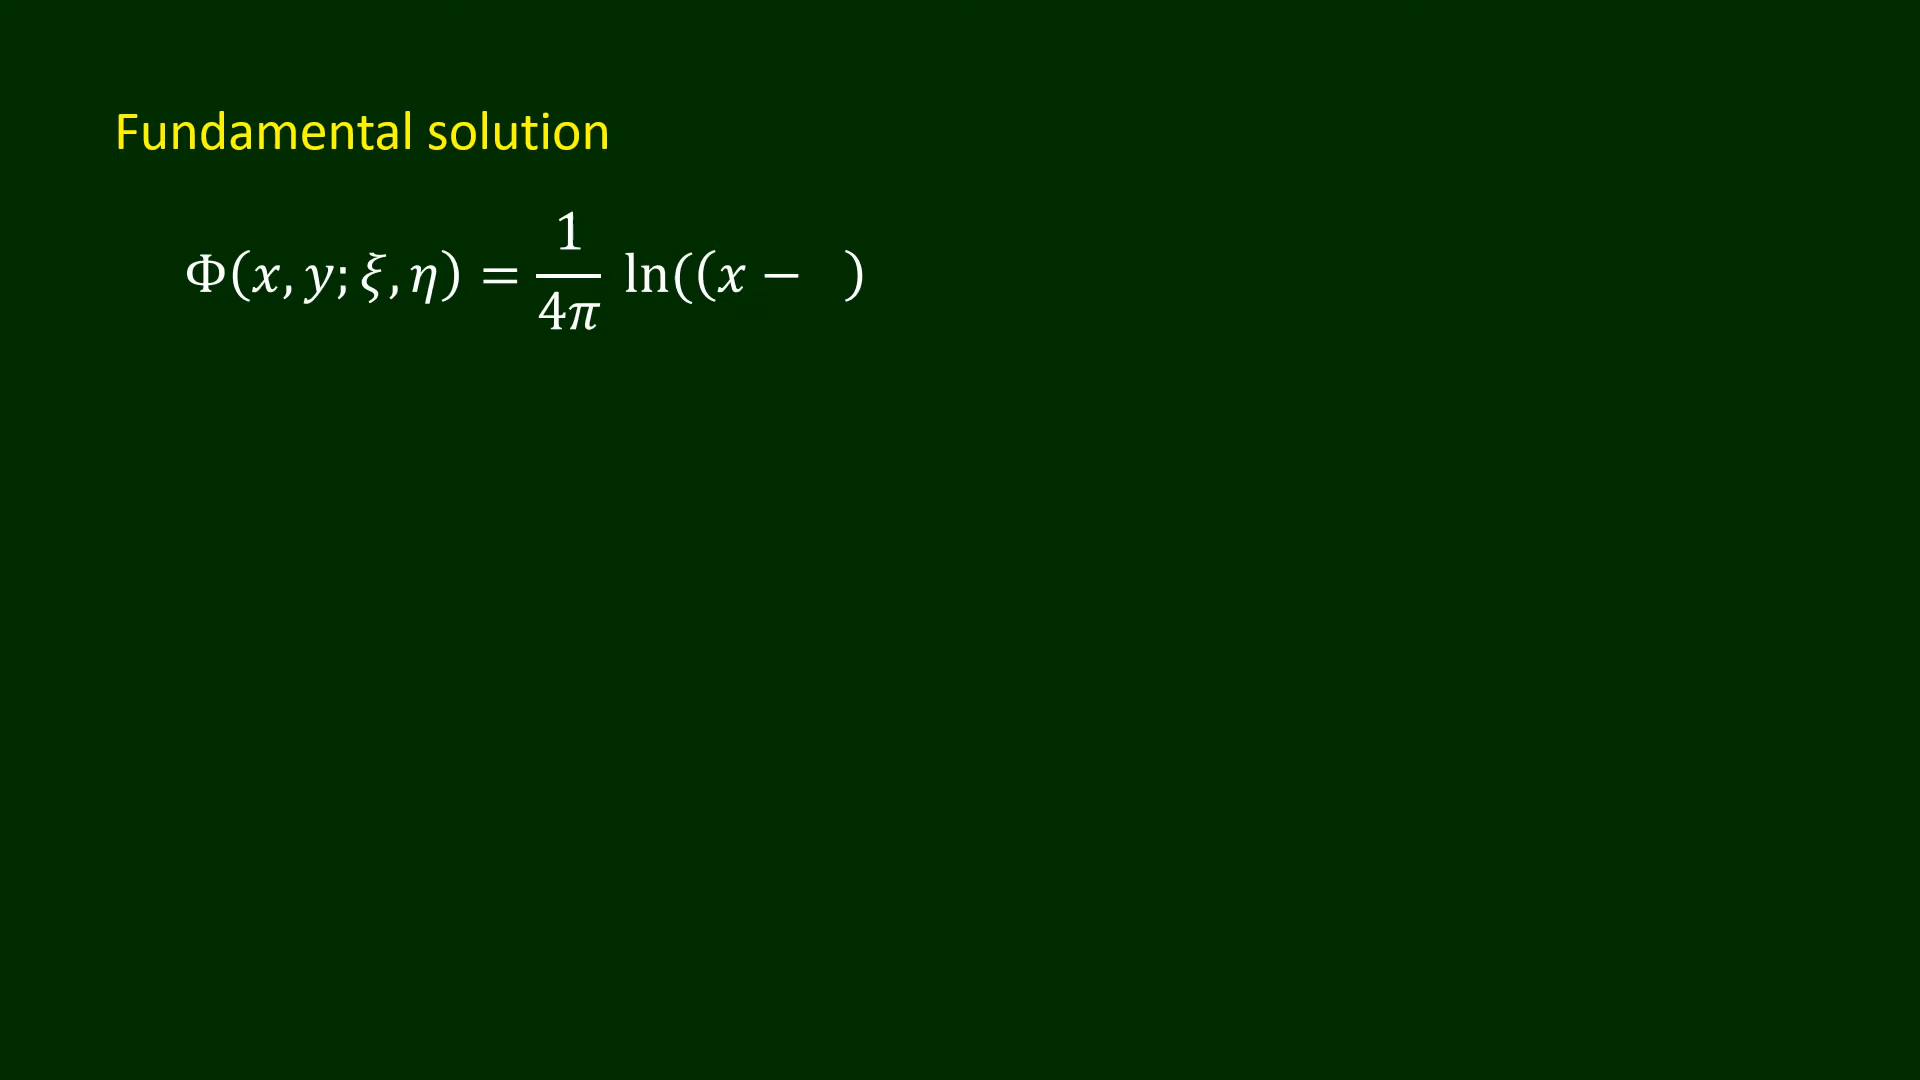 Fundamental solution
Φ(x, y; ξ, η) = 1/4π ln((x − )